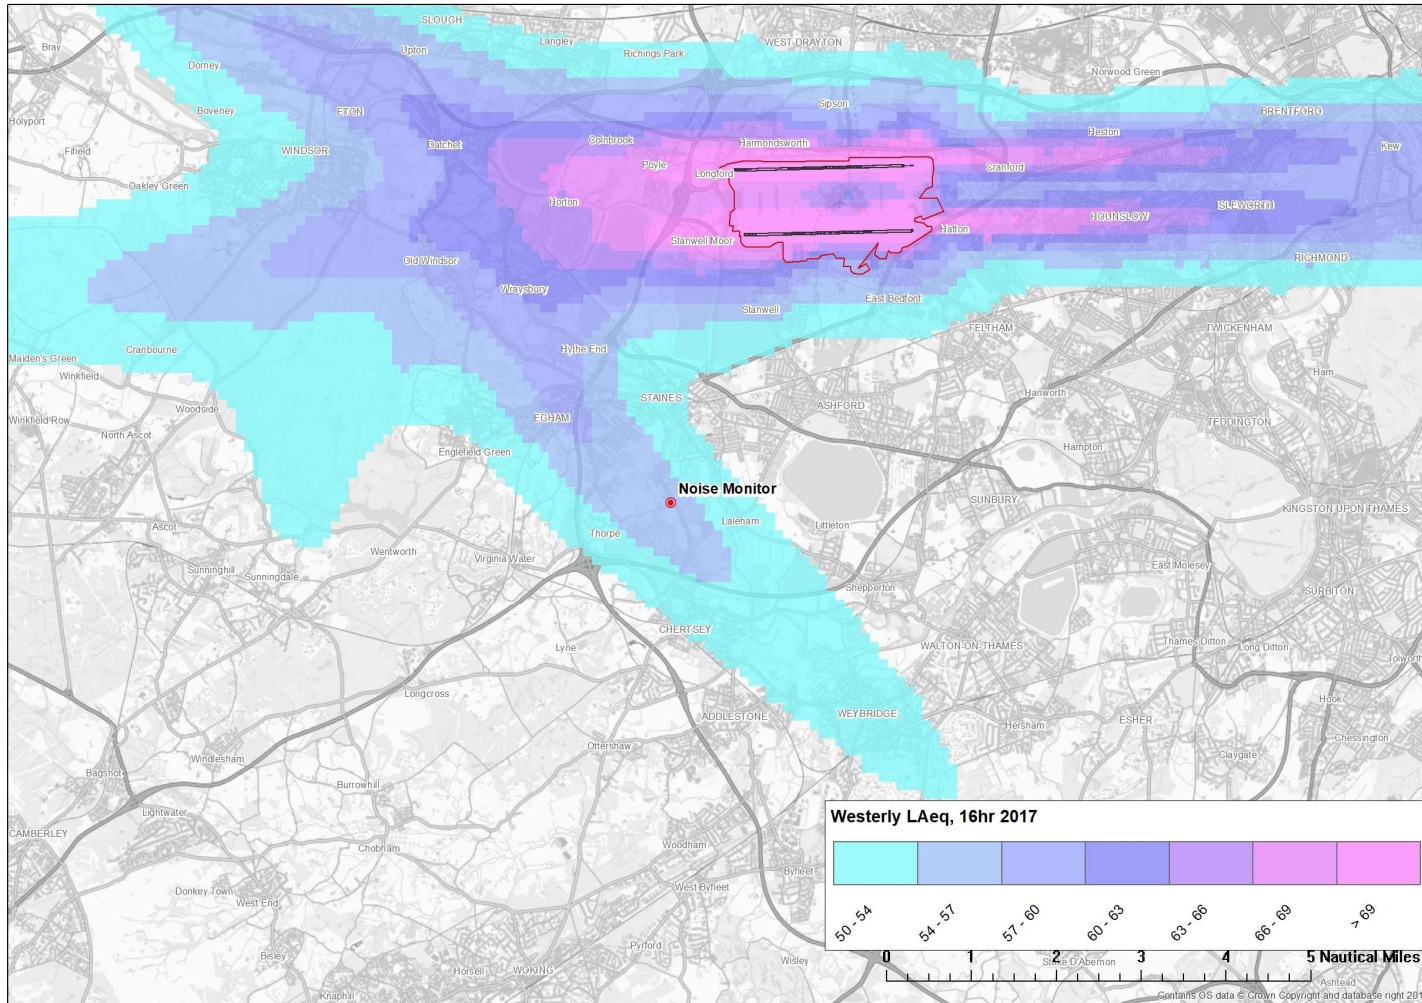 SLOUGH
Langley
WEST DRAYTON
Bray
Upton
Richings Park
Dorney
Norwood Green
Boveney
ETON
Sipson
BRENTFORD
Holyport
Heston
Fifield
WINDSOR
Datchet
Colnbrook
Harmondsworth
Kew
Poyle
Longford
Cranford
Oakley Green
Horton
HOUNSLOW
ISLEWORTH
Stanwell Moor
Hatton
Old Windsor
RICHMOND
Wraysbury
East Bedfont
Stanwell
FELTHAM
TWICKENHAM
Maiden's Green
Cranbourne
Hythe End
Winkfield
Ham
Woodside
STAINES
ASHFORD
Hanworth
Winkfield Row
North Ascot
EGHAM
TEDDINGTON
Englefield Green
Hampton
Noise Monitor
SUNBURY
KINGSTON UPON THAMES
Ascot
Laleham
Littleton
Thorpe
Wentworth
Virginia Water
Sunninghill
Sunningdale
East Molesey
Shepperton
SURBITON
CHERTSEY
Lyne
WALTON-ON-THAMES
Thames Ditton
Long Ditton
Tolworth
Longcross
Hook
ADDLESTONE
WEYBRIDGE
Hersham
ESHER
Ottershaw
Chessington
Windlesham
Claygate
Bagshot
Burrowhill
Lightwater
CAMBERLEY
Chobham
Woodham
Byfleet
Donkey Town
West End
West Byfleet
Pyrford
Bisley
Wisley
Horsell
WOKING
Knaphill
Westerly LAeq, 16hr 2017
50 - 54
54 - 57
57 - 60
60 - 63
63 - 66
66 - 69
> 69
0 1 2 3 4 5 Nautical Miles
Stoke D'Abernon
Ashtead
Contains OS data © Crown Copyright and database right 201